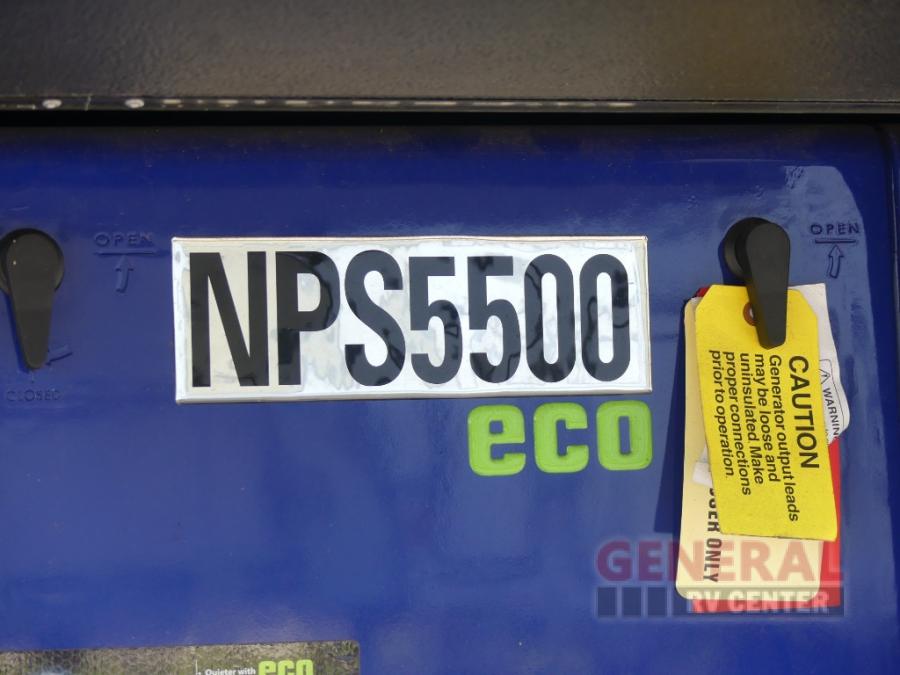 OPEN
OPEN
NPS5500
eco
CLOSED
CAUTION
Generator output leads
may be loose and
uninsulated. Make
proper connections
prior to operation.
WARNIN
USER ONLY
GENERAL
RV CENTER
Quieter with eco